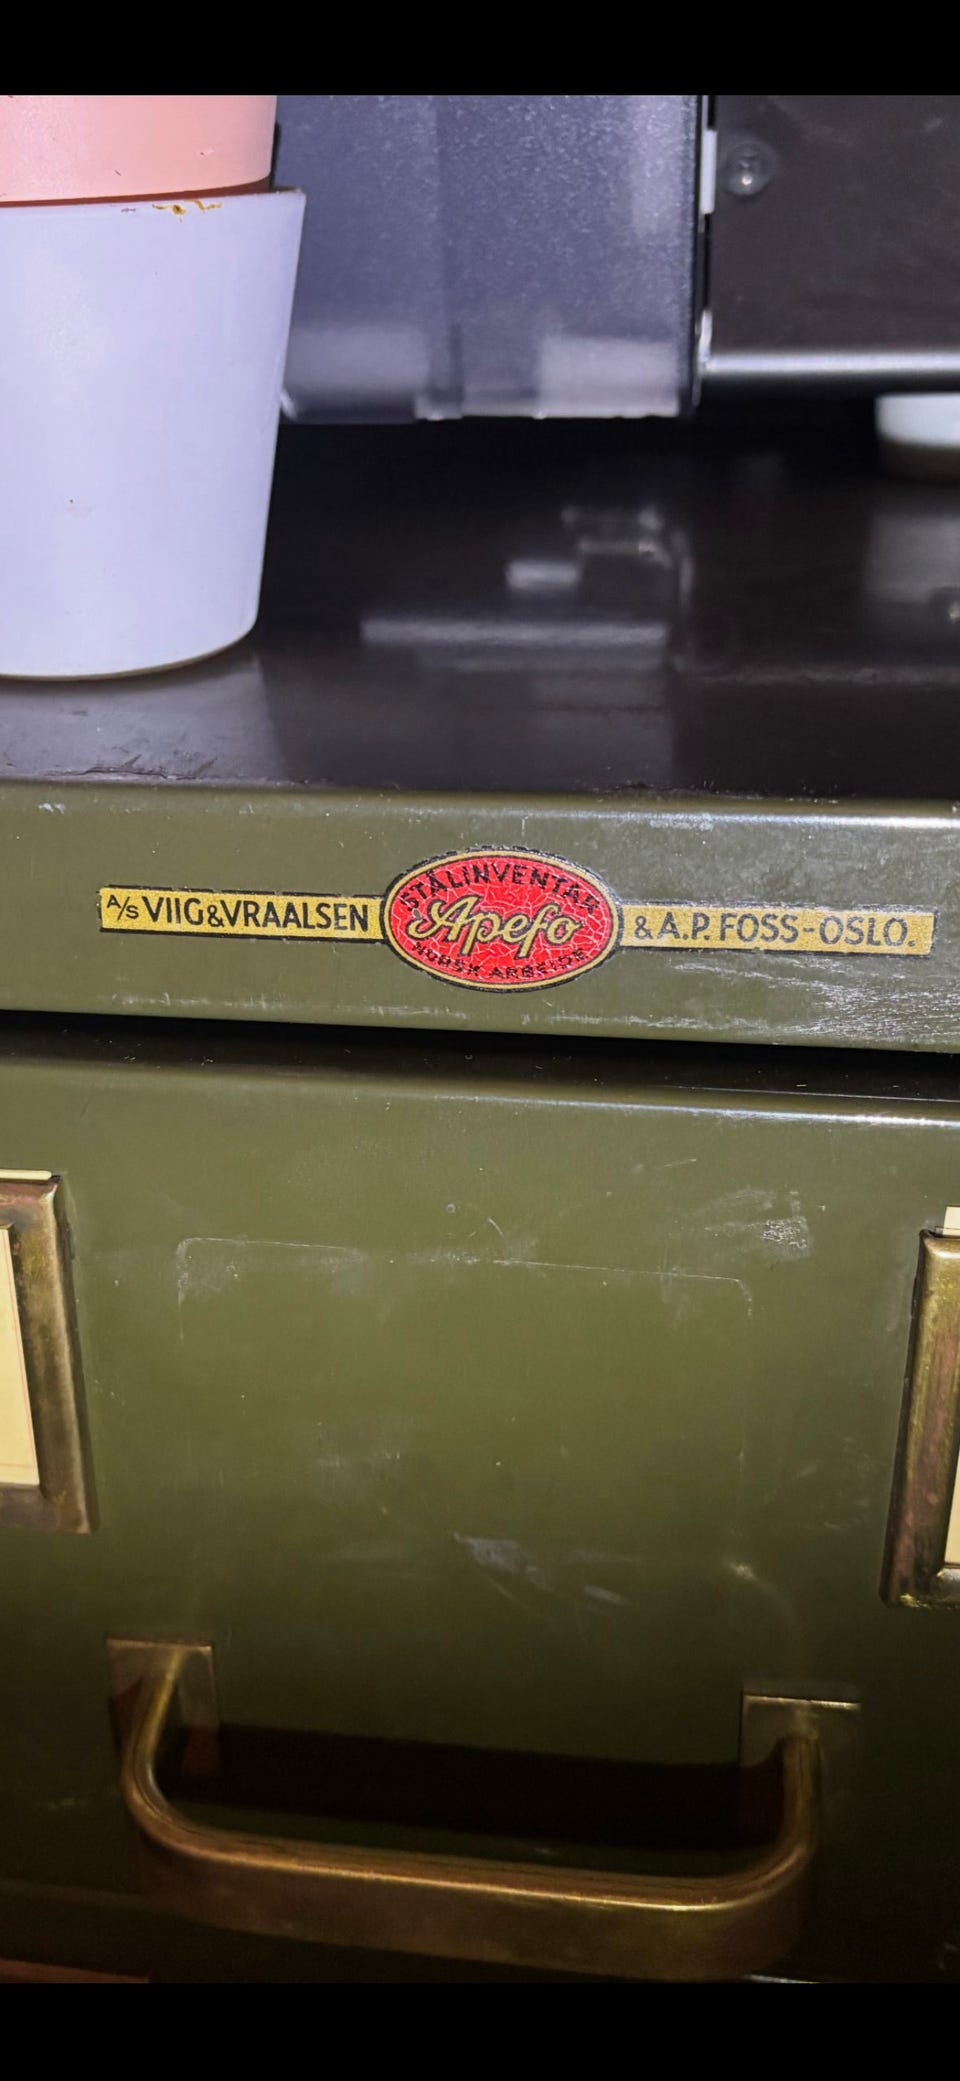 A/S VIIG&VRAALSEN
STÅLINVENTAR
Apefo
NORSK ARBEIDE
& A.P. FOSS-OSLO.